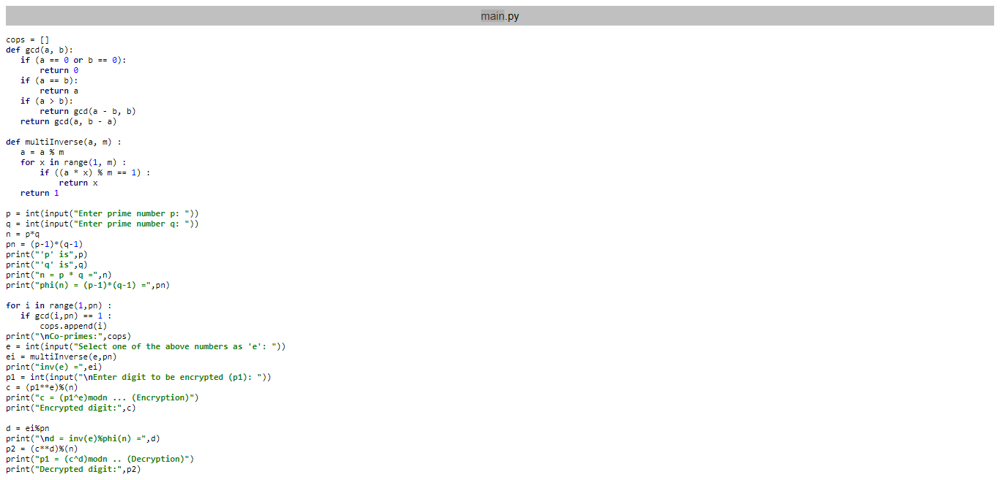 main.py
cops = []
def gcd(a, b):
   if (a == 0 or b == 0):
       return 0
   if (a == b):
       return a
   if (a > b):
       return gcd(a - b, b)
   return gcd(a, b - a)

def multiInverse(a, m) :
   a = a % m
   for x in range(1, m) :
       if ((a * x) % m == 1) :
           return x
   return 1

p = int(input("Enter prime number p: "))
q = int(input("Enter prime number q: "))
n = p*q
pn = (p-1)*(q-1)
print("'p' is",p)
print("'q' is",q)
print("n = p * q =",n)
print("phi(n) = (p-1)*(q-1) =",pn)

for i in range(1,pn) :
   if gcd(i,pn) == 1 :
       cops.append(i)
print("\nCo-primes:",cops)
e = int(input("Select one of the above numbers as 'e': "))
ei = multiInverse(e,pn)
print("inv(e) =",ei)
p1 = int(input("\nEnter digit to be encrypted (p1): "))
c = (p1**e)%(n)
print("c = (p1^e)modn ... (Encryption)")
print("Encrypted digit:",c)

d = ei%pn
print("\nd = inv(e)%phi(n) =",d)
p2 = (c**d)%(n)
print("p1 = (c^d)modn .. (Decryption)")
print("Decrypted digit:",p2)